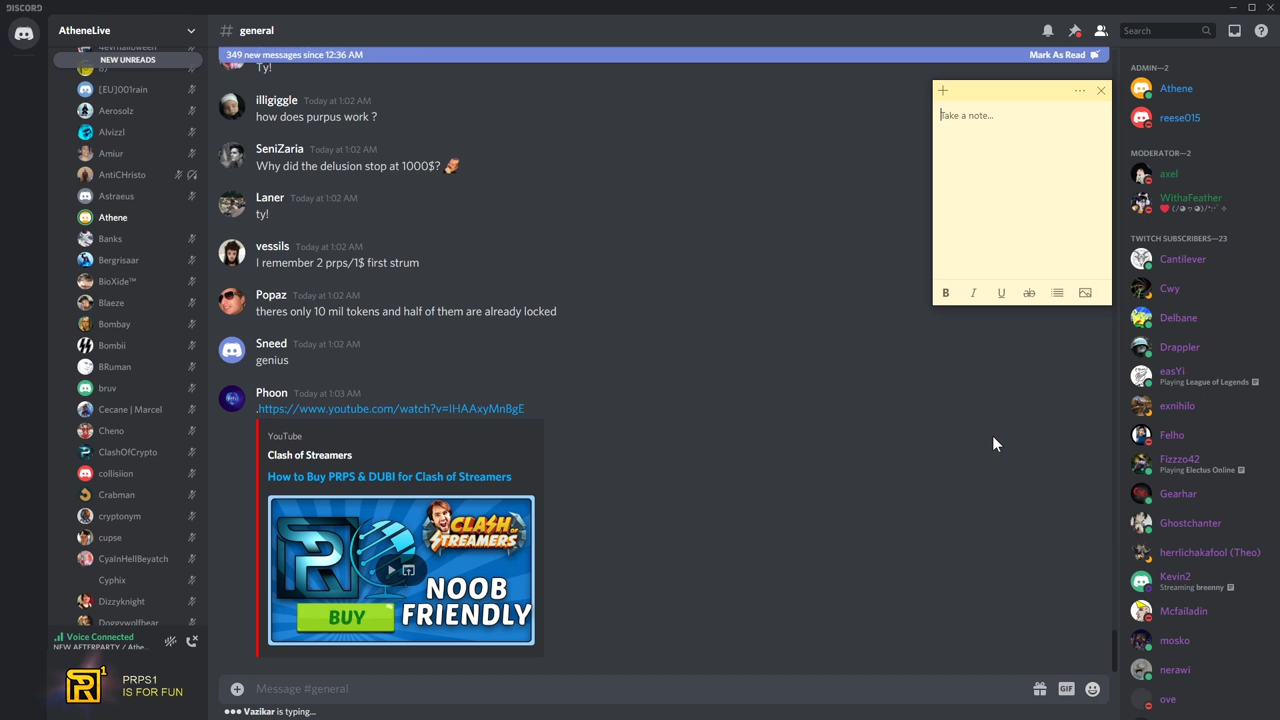 DISCORD
AtheneLive
NEW UNREADS
[EU]001rain
Aerosolz
Alvizzl
Amiur
AntiCHristo
Astraeus
Athene
Banks
Bergrisaar
BioXide™
Blaeze
Bombay
Bombii
BRuman
bruv
Cecane | Marcel
Cheno
ClashOfCrypto
collisiion
Crabman
cryptonym
cupse
CyaInHellBeyatch
Cyphix
Dizzyknight
Doggywolfbear
Voice Connected
NEW AFTERPARTY / Athe...
PRPS1
IS FOR FUN
# general
Search
349 new messages since 12:36 AM
Mark As Read
Ty!
illigiggle Today at 1:02 AM
how does purpus work ?
SeniZaria Today at 1:02 AM
Why did the delusion stop at 1000$?
Laner Today at 1:02 AM
ty!
vessils Today at 1:02 AM
I remember 2 prps/1$ first strum
Popaz Today at 1:02 AM
theres only 10 mil tokens and half of them are already locked
Sneed Today at 1:02 AM
genius
Phoon Today at 1:03 AM
.https://www.youtube.com/watch?v=IHAAxyMnBgE
YouTube
Clash of Streamers
How to Buy PRPS & DUBI for Clash of Streamers
CLASH OF
STREAMERS
NOOB
FRIENDLY
BUY
Message #general
GIF
Vazikar is typing...
Take a note...
B I U ab
ADMIN—2
Athene
reese015
MODERATOR—2
axel
WithaFeather
TWITCH SUBSCRIBERS—23
Cantilever
Cwy
Delbane
Drappler
easYi
Playing League of Legends
exnihilo
Felho
Fizzzo42
Playing Electus Online
Gearhar
Ghostchanter
herrlichakafool (Theo)
Kevin2
Streaming breenny
Mcfailadin
mosko
nerawi
ove